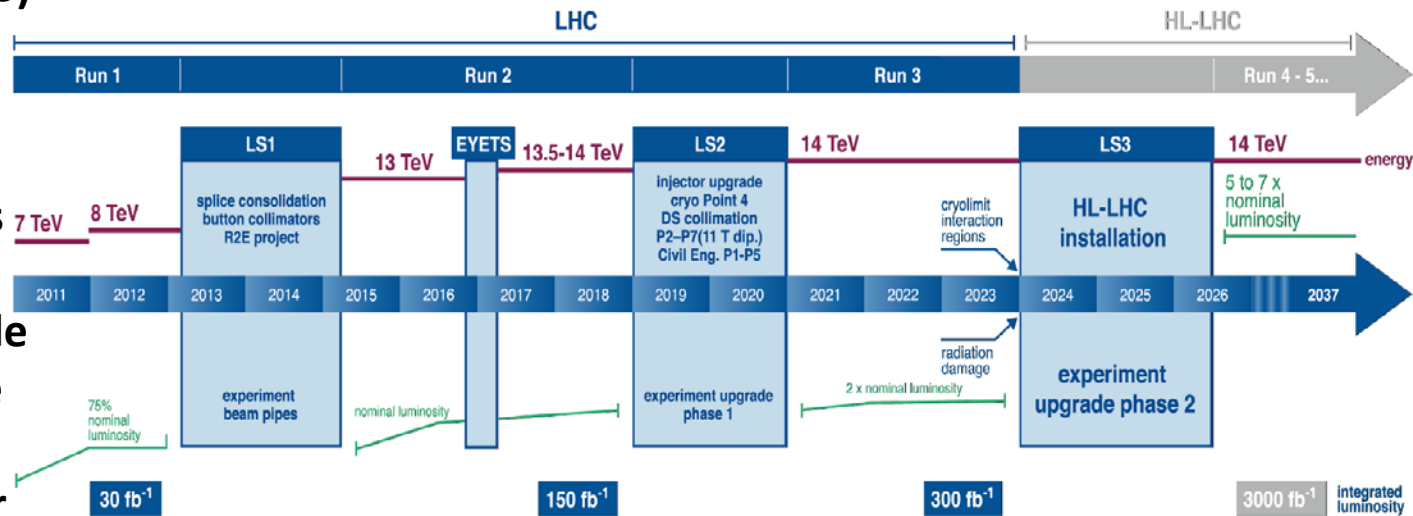 LHC
HL-LHC
Run 1
Run 2
Run 3
Run 4 - 5...
LS1
EYETS
LS2
LS3
13 TeV
13.5-14 TeV
14 TeV
14 TeV
energy
7 TeV
8 TeV
splice consolidation
button collimators
R2E project
injector upgrade
cryo Point 4
DS collimation
P2–P7(11 T dip.)
Civil Eng. P1-P5
cryolimit
interaction
regions
HL-LHC
installation
5 to 7 x
nominal
luminosity
2011 2012 2013 2014 2015 2016 2017 2018 2019 2020 2021 2022 2023 2024 2025 2026 2037
radiation
damage
75%
nominal
luminosity
experiment
beam pipes
nominal luminosity
experiment upgrade
phase 1
2 x nominal luminosity
experiment
upgrade phase 2
30 fb⁻¹
150 fb⁻¹
300 fb⁻¹
3000 fb⁻¹
integrated
luminosity